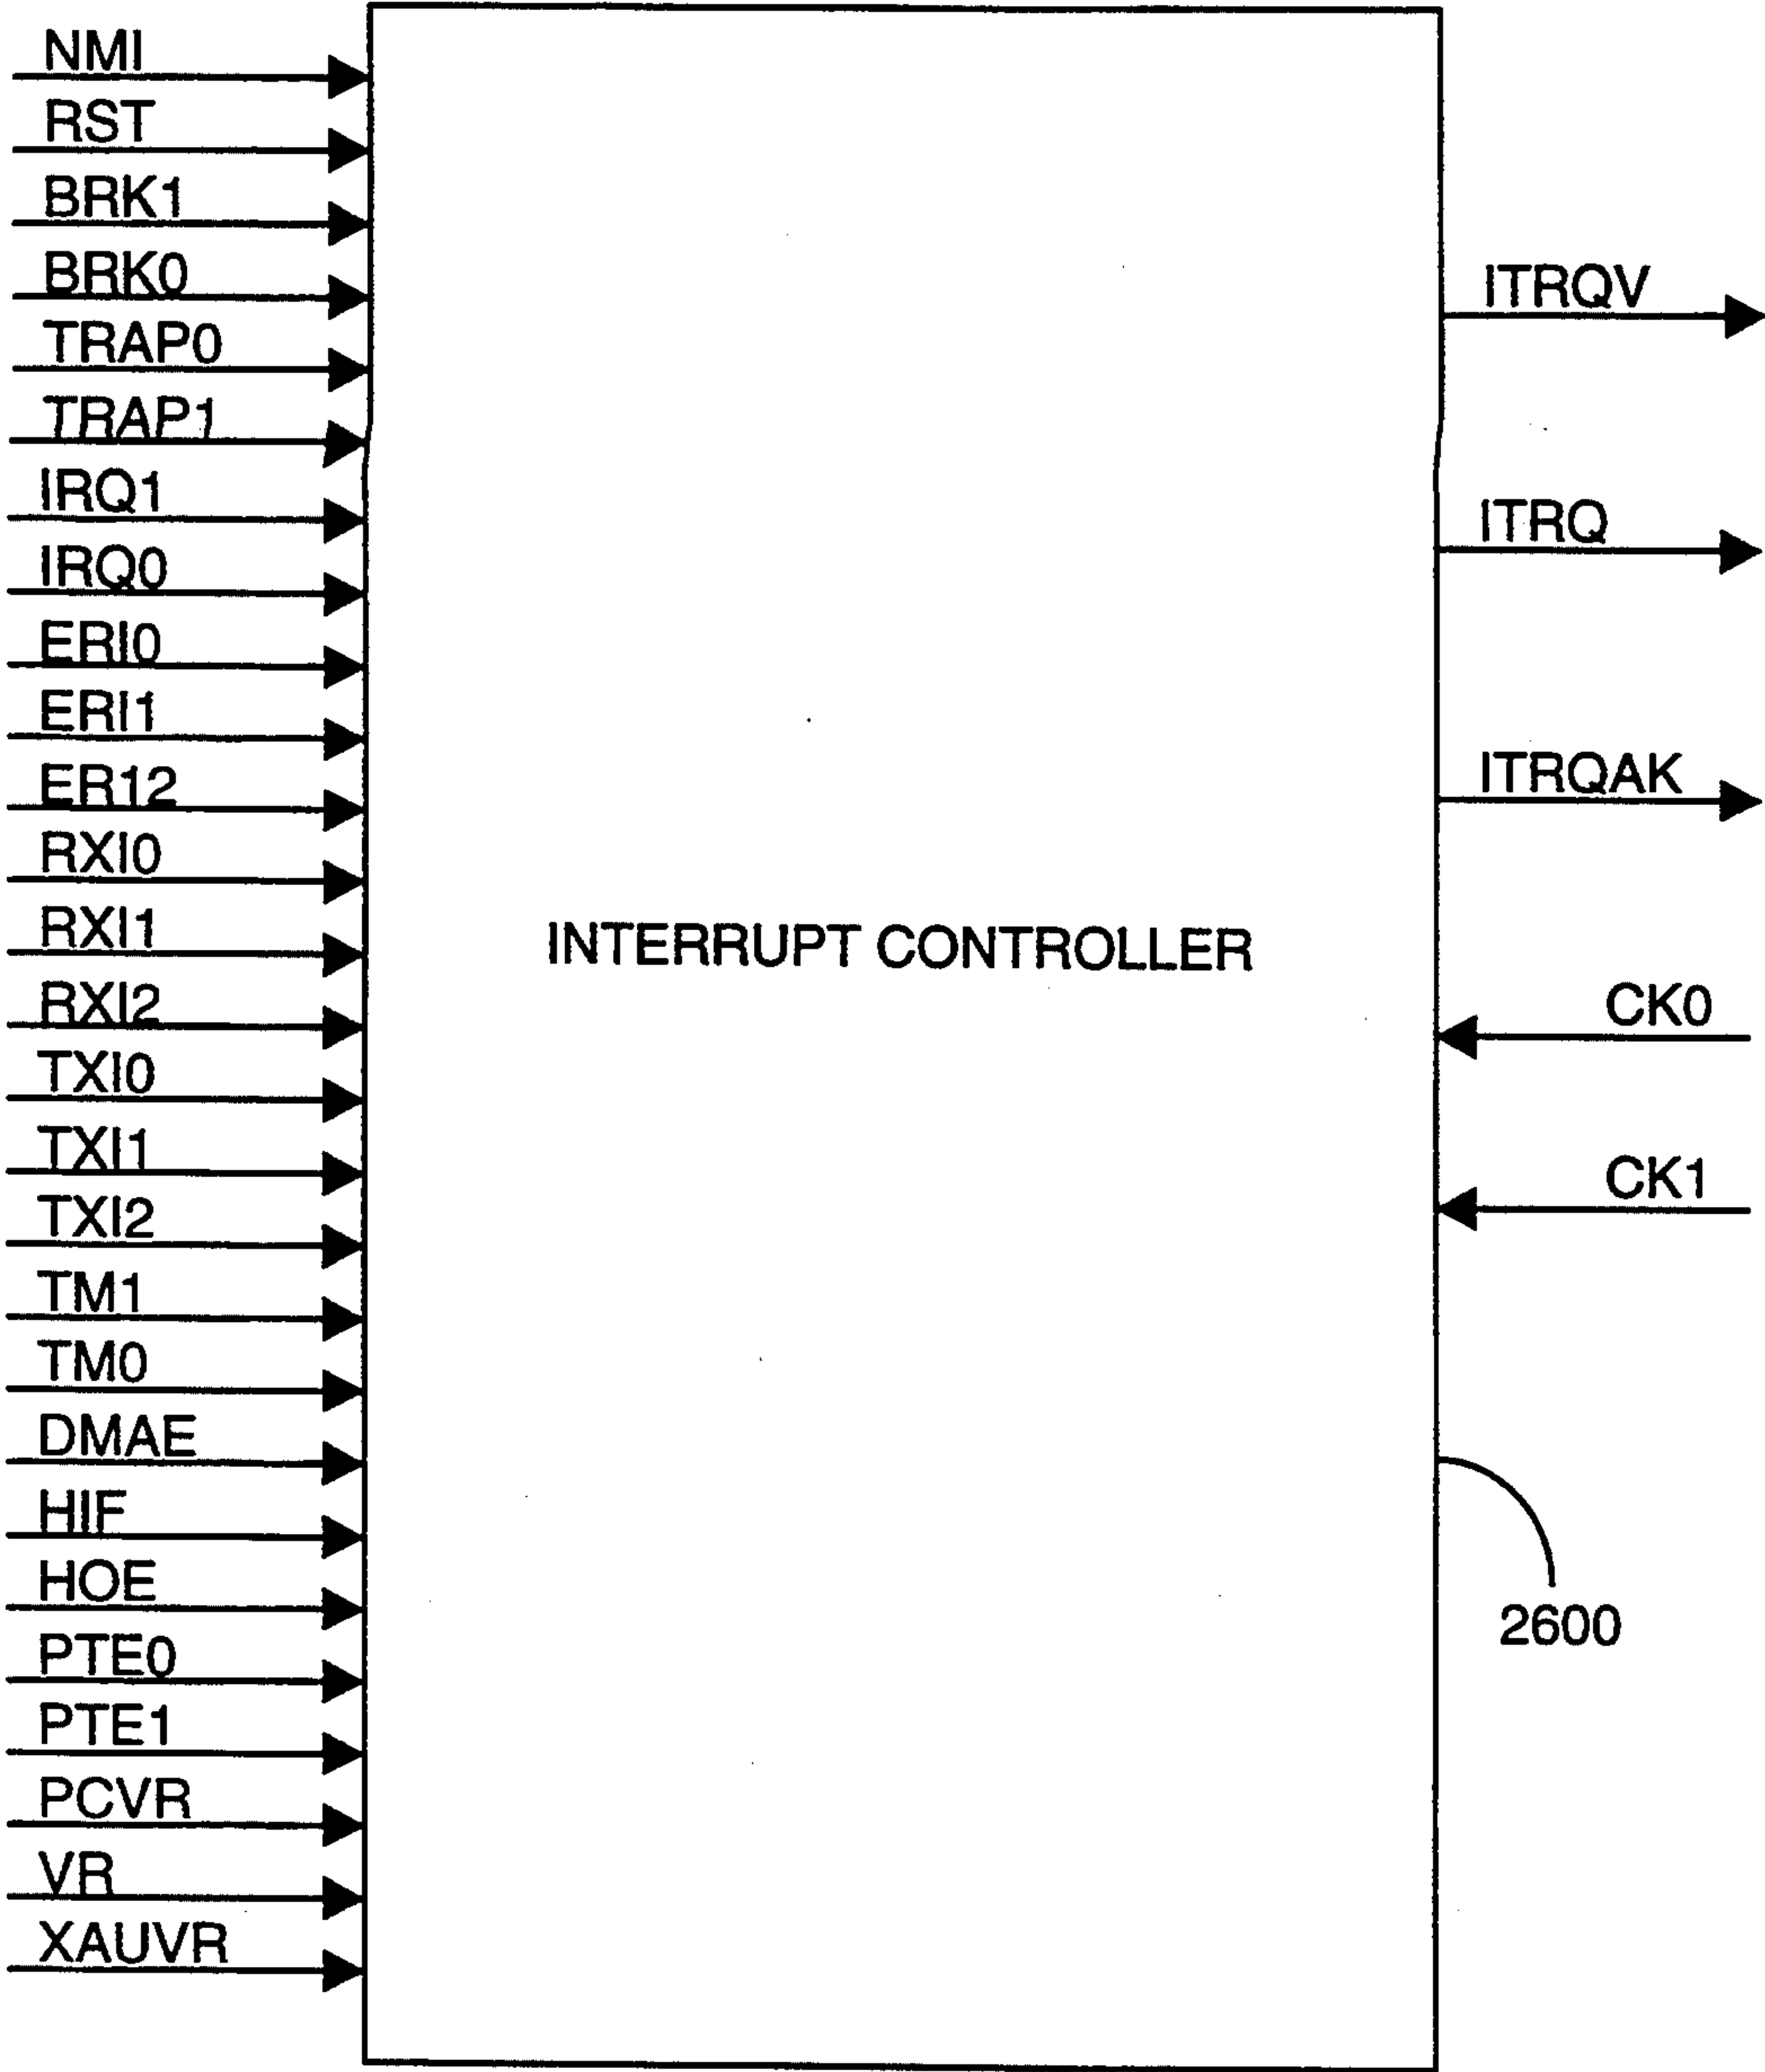 NMI
RST
BRK1
BRK0
TRAP0
TRAP1
IRQ1
IRQ0
ERI0
ERI1
ER12
RXI0
RXI1
RXI2
TXI0
TXI1
TXI2
TM1
TM0
DMAE
HIF
HOE
PTE0
PTE1
PCVR
VR
XAUVR
INTERRUPT CONTROLLER
ITRQV
ITRQ
ITRQAK
CK0
CK1
2600